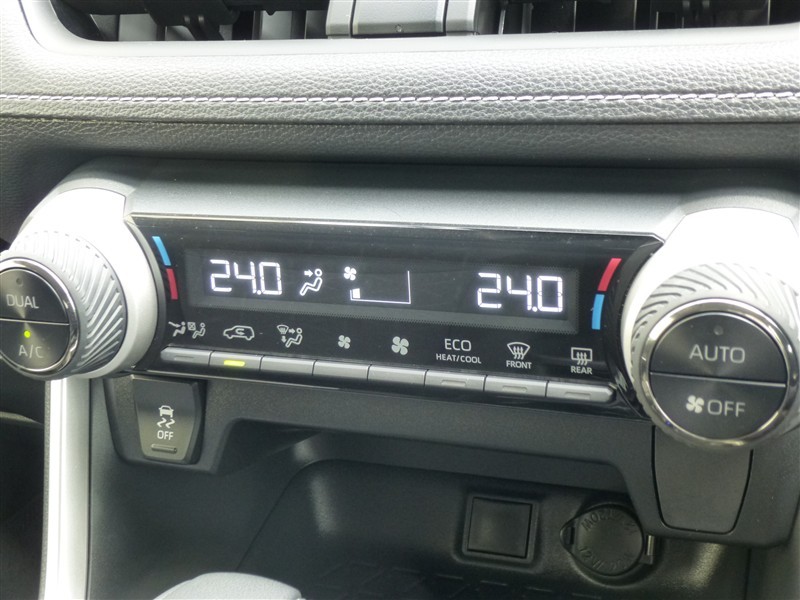 DUAL
A/C
24.0
24.0
ECO
HEAT/COOL
FRONT
REAR
AUTO
OFF
OFF